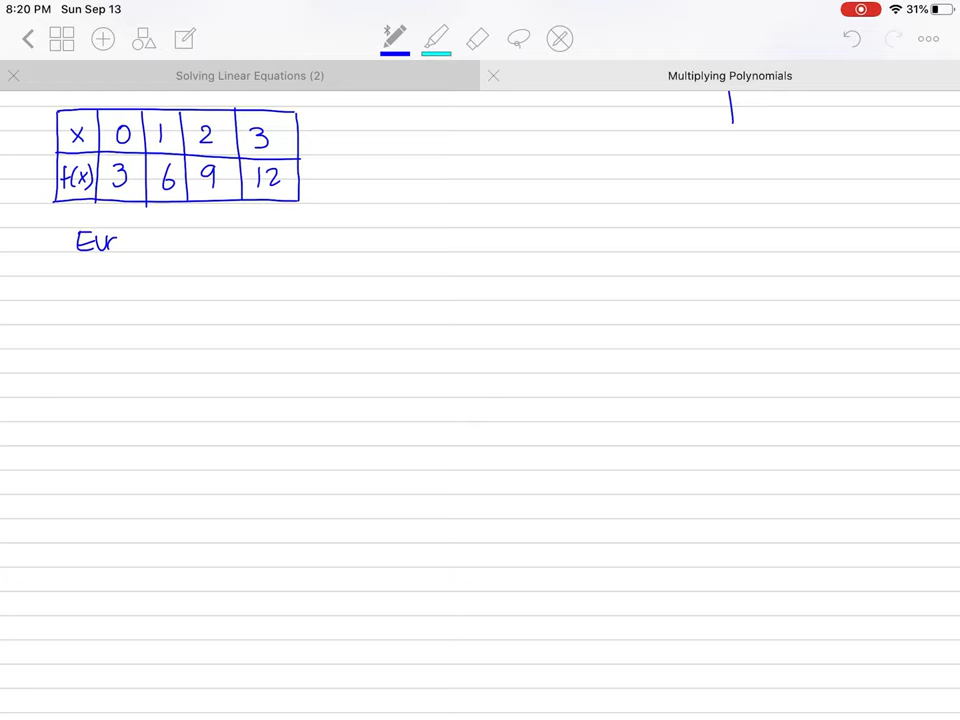 8:20 PM Sun Sep 13 31%
Solving Linear Equations (2) Multiplying Polynomials
x 0 1 2 3
f(x) 3 6 9 12
Eur